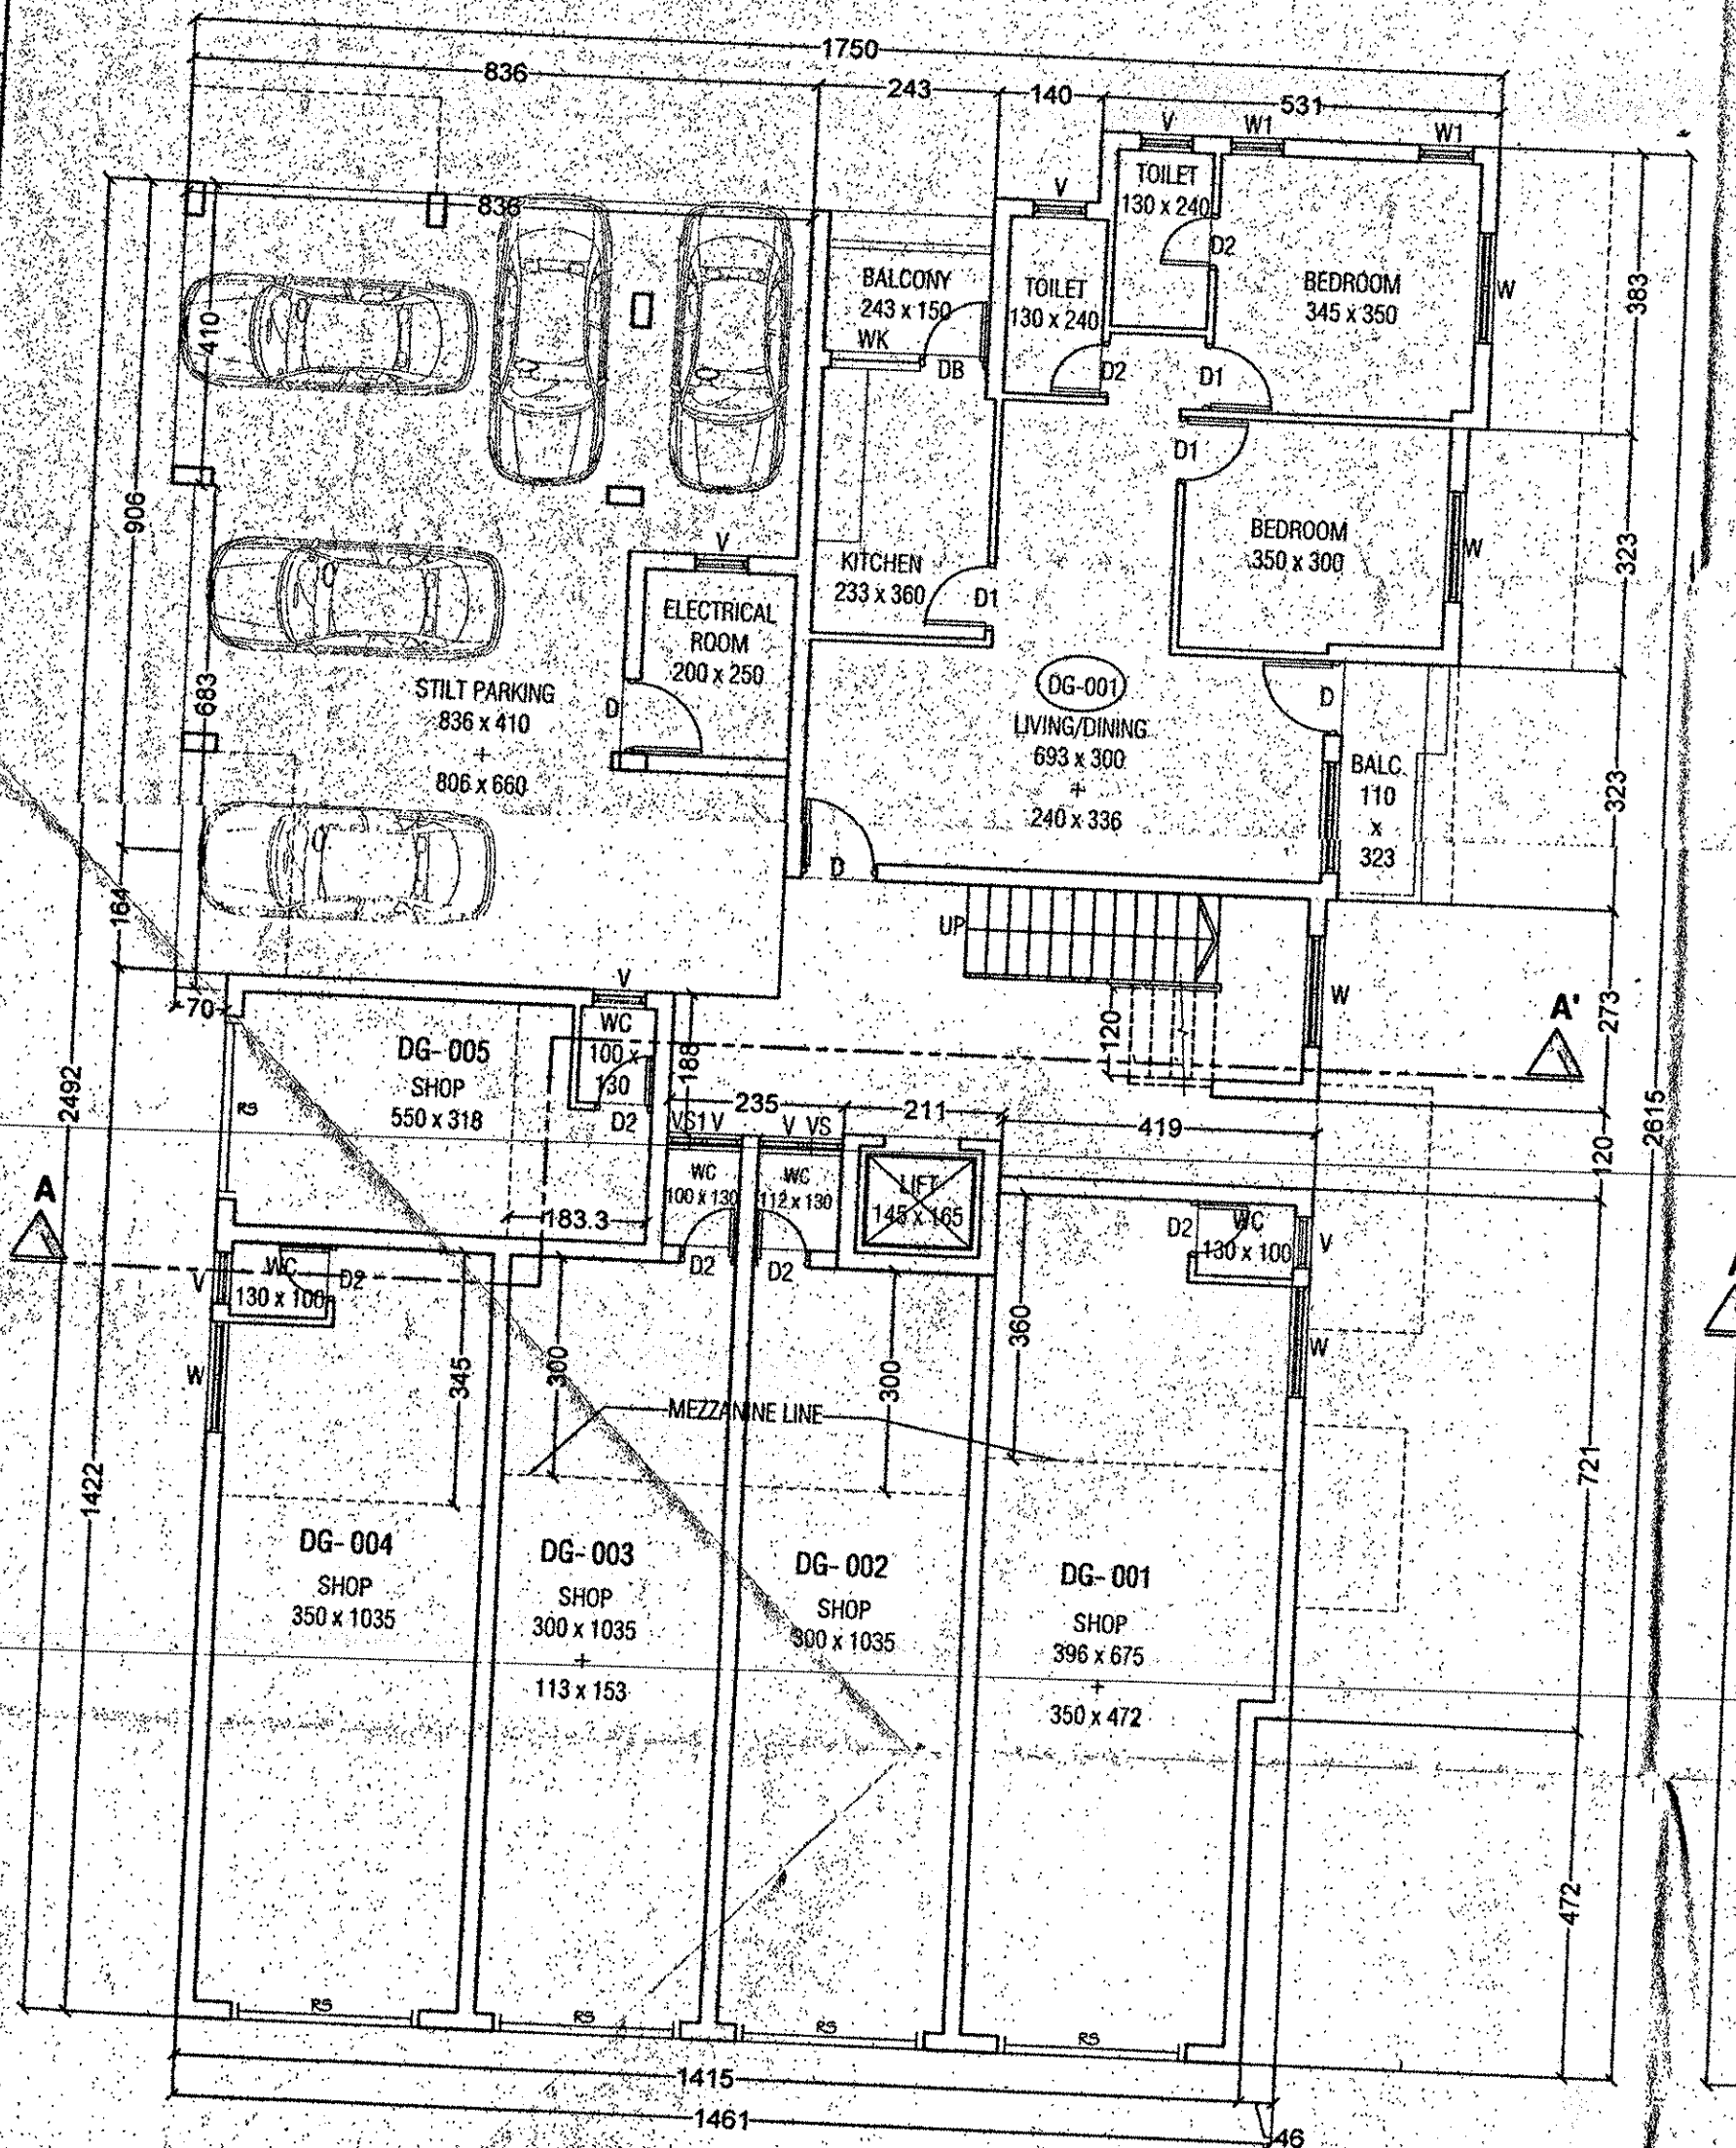 1750
836
243
140
531
V
W1
W1
TOILET
130 x 240
V
836
D2
BALCONY
243 x 150
TOILET
130 x 240
BEDROOM
345 x 350
W
383
410
WK
DB
D2
D1
D1
906
BEDROOM
350 x 300
W
323
V
KITCHEN
233 x 360
D1
ELECTRICAL
ROOM
200 x 250
683
STILT PARKING
836 x 410
+
806 x 660
D
DG-001
LIVING/DINING
693 x 300
+
240 x 336
D
BALC.
110
x
323
323
D
164
UP
W
A'
273
70
V
WC
100 x
130
188
120
DG-005
SHOP
550 x 318
RS
D2
2492
235
211
419
2615
120
VS1 V
V VS
A
WC
100 x 130
WC
112 x 130
LIFT
145 x 165
183.3
D2
WC
130 x 100
V
D2
D2
V
WC
130 x 100
D2
W
345
300
300
360
W
MEZZANINE LINE
1422
721
DG-004
SHOP
350 x 1035
DG-003
SHOP
300 x 1035
+
113 x 153
DG-002
SHOP
300 x 1035
DG-001
SHOP
396 x 675
+
350 x 472
472
RS
RS
RS
RS
1415
1461
46